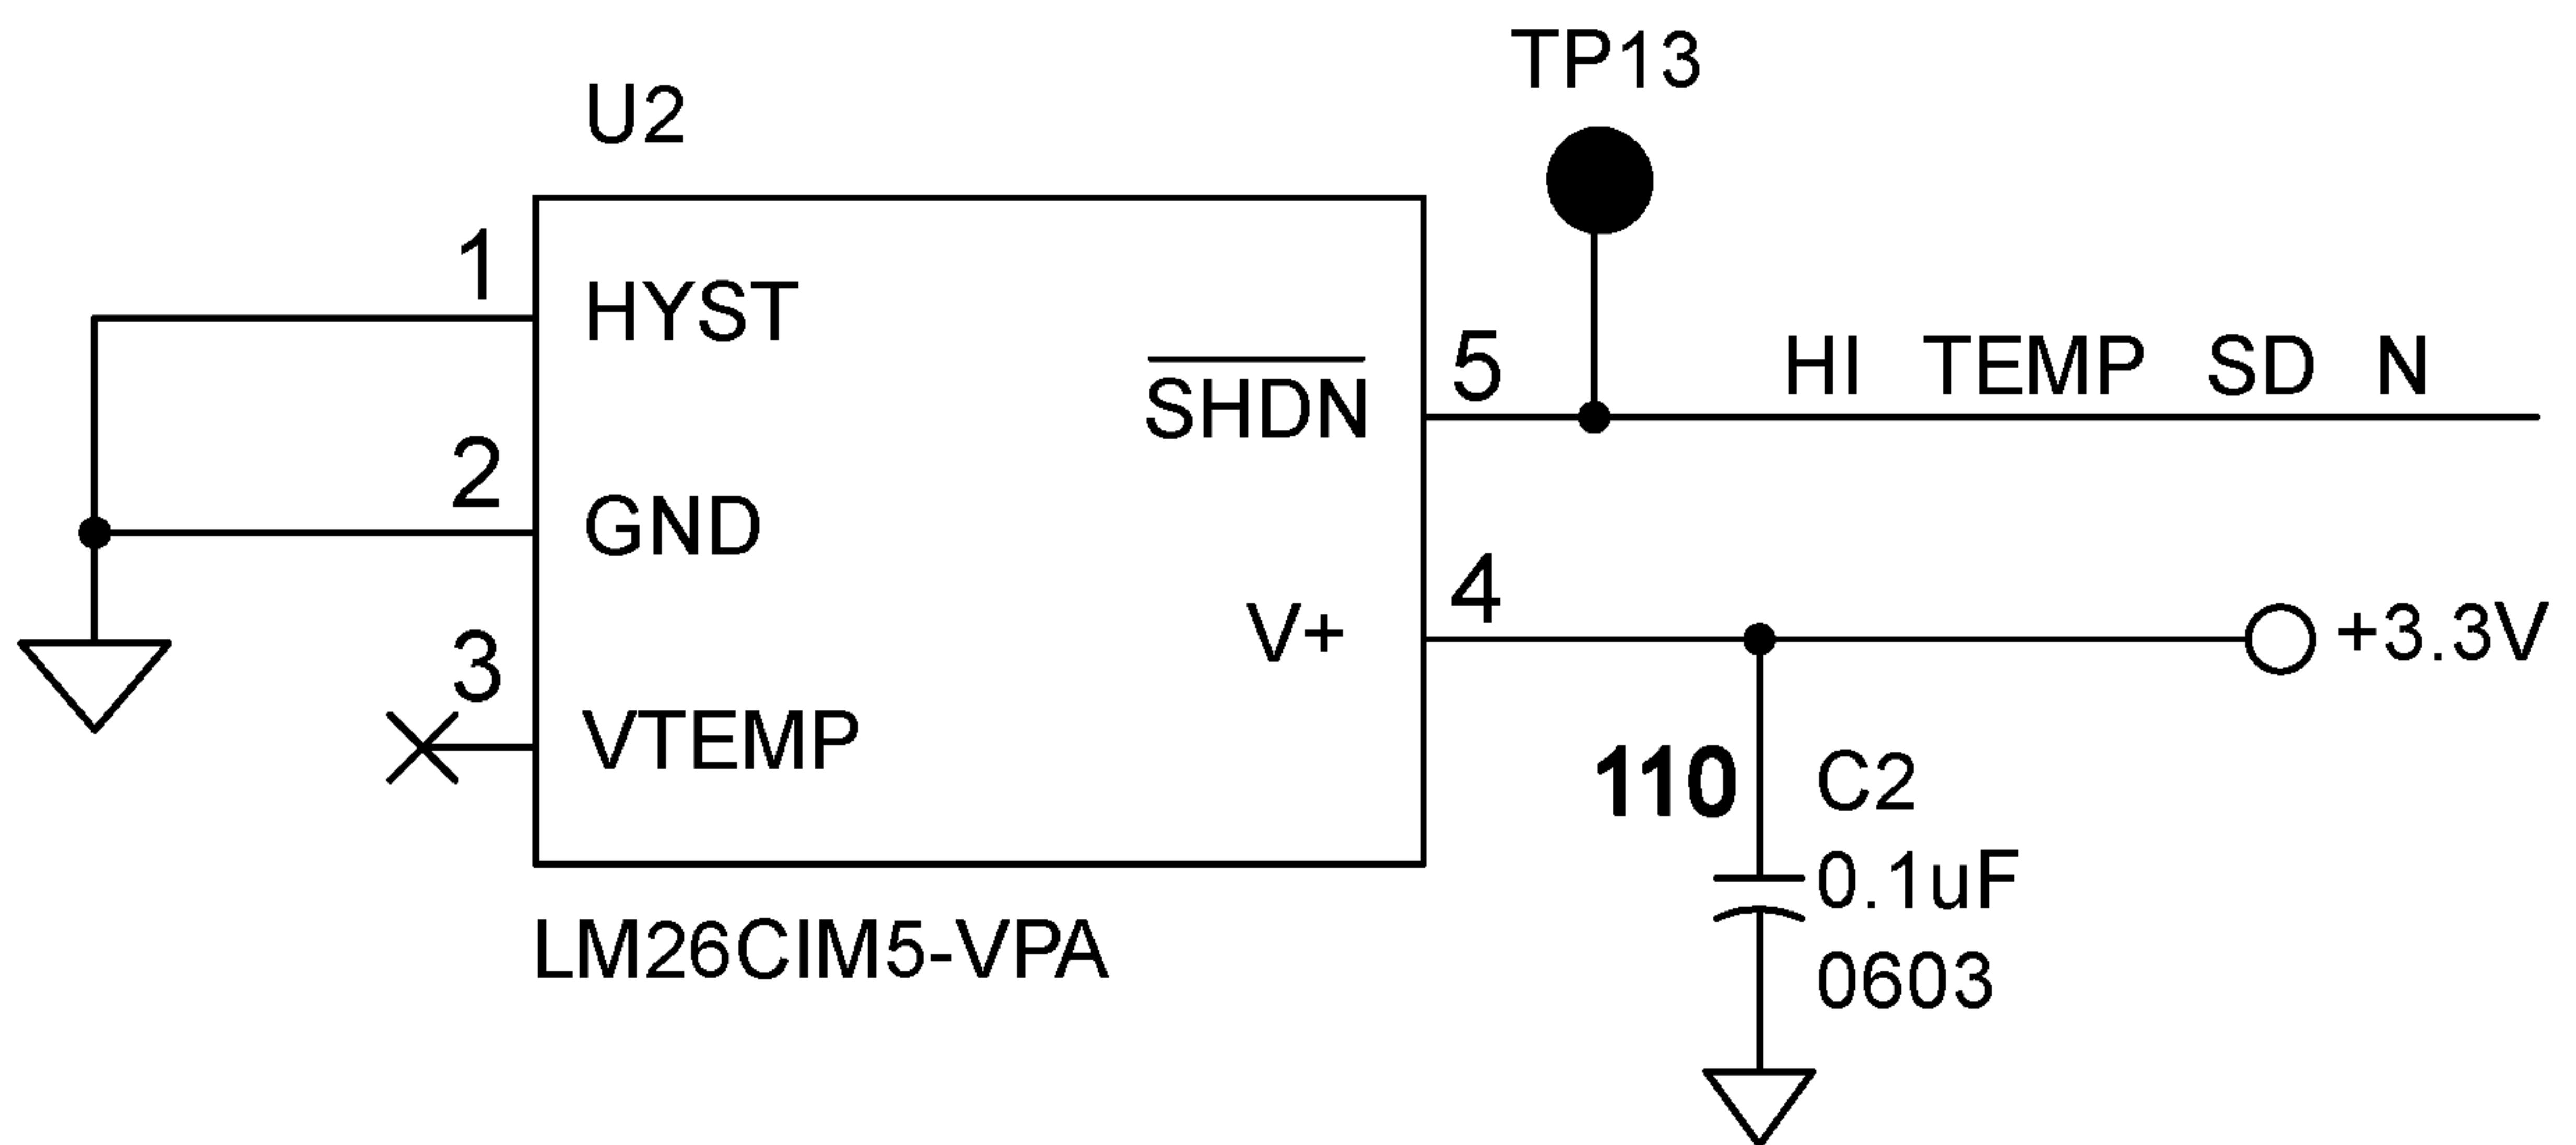 TP13
U2
1
HYST
SHDN
5
HI TEMP SD N
2
GND
V+
4
+3.3V
3
VTEMP
110
C2
0.1uF
0603
LM26CIM5-VPA